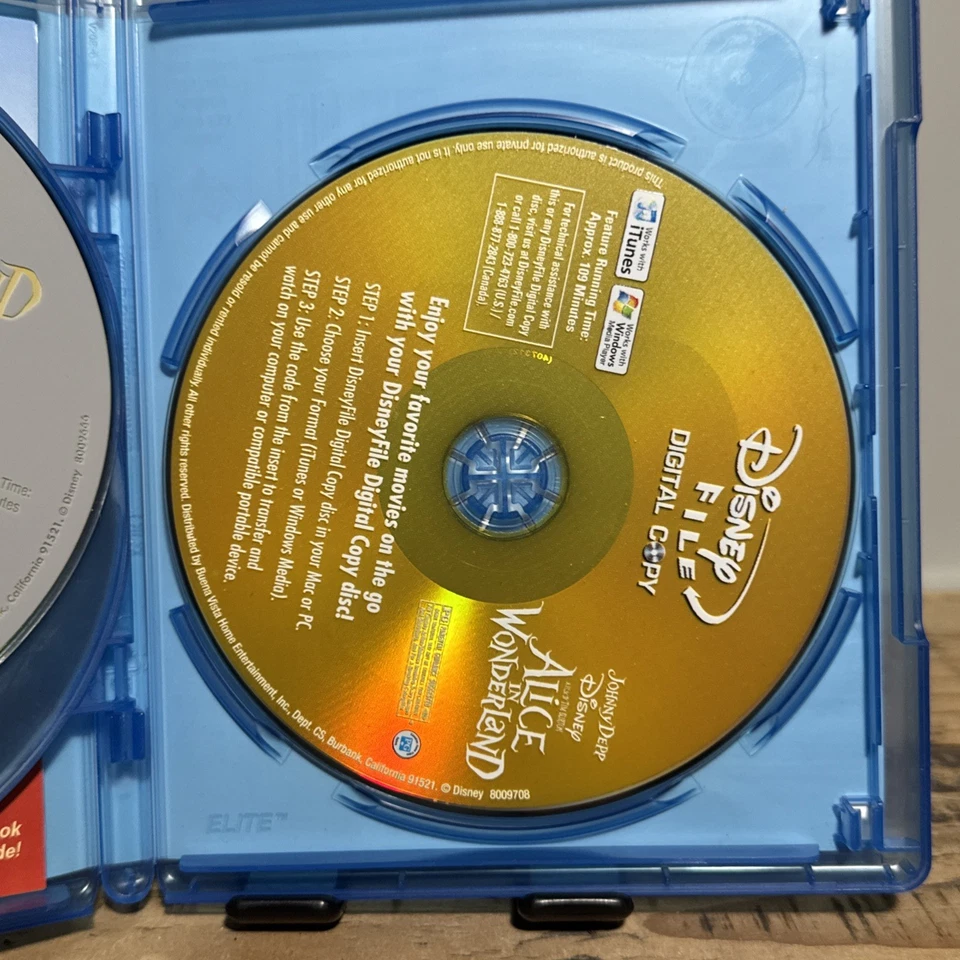 DISNEY
FILE
DIGITAL COPY
Works with
iTunes
Works with
Windows
Media Player
Feature Running Time:
Approx. 109 Minutes
For technical assistance with
this or any DisneyFile Digital Copy
disc, visit us at DisneyFile.com
or call 1-800-723-4763 (U.S.) /
1-888-877-2843 (Canada).
JOHNNY DEPP
DISNEY
ALICE
IN
WONDERLAND
Enjoy your favorite movies on the go
with your DisneyFile Digital Copy disc!
STEP 1: Insert DisneyFile Digital Copy disc in your Mac or PC.
STEP 2: Choose your Format (iTunes or Windows Media).
STEP 3: Use the code from the insert to transfer and
watch on your computer or compatible portable device.
This product is authorized for private use only. It is not authorized for any other use and cannot be resold or rented individually. All other rights reserved. Distributed by Buena Vista Home Entertainment, Inc., Dept. CS, Burbank, California 91521. © Disney 8009708
ELITE™
Time:
California 91521. © Disney